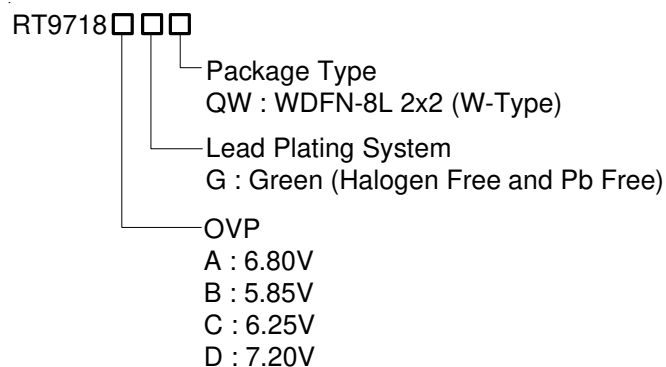 RT9718□□□
Package Type
QW : WDFN-8L 2x2 (W-Type)
Lead Plating System
G : Green (Halogen Free and Pb Free)
OVP
A : 6.80V
B : 5.85V
C : 6.25V
D : 7.20V